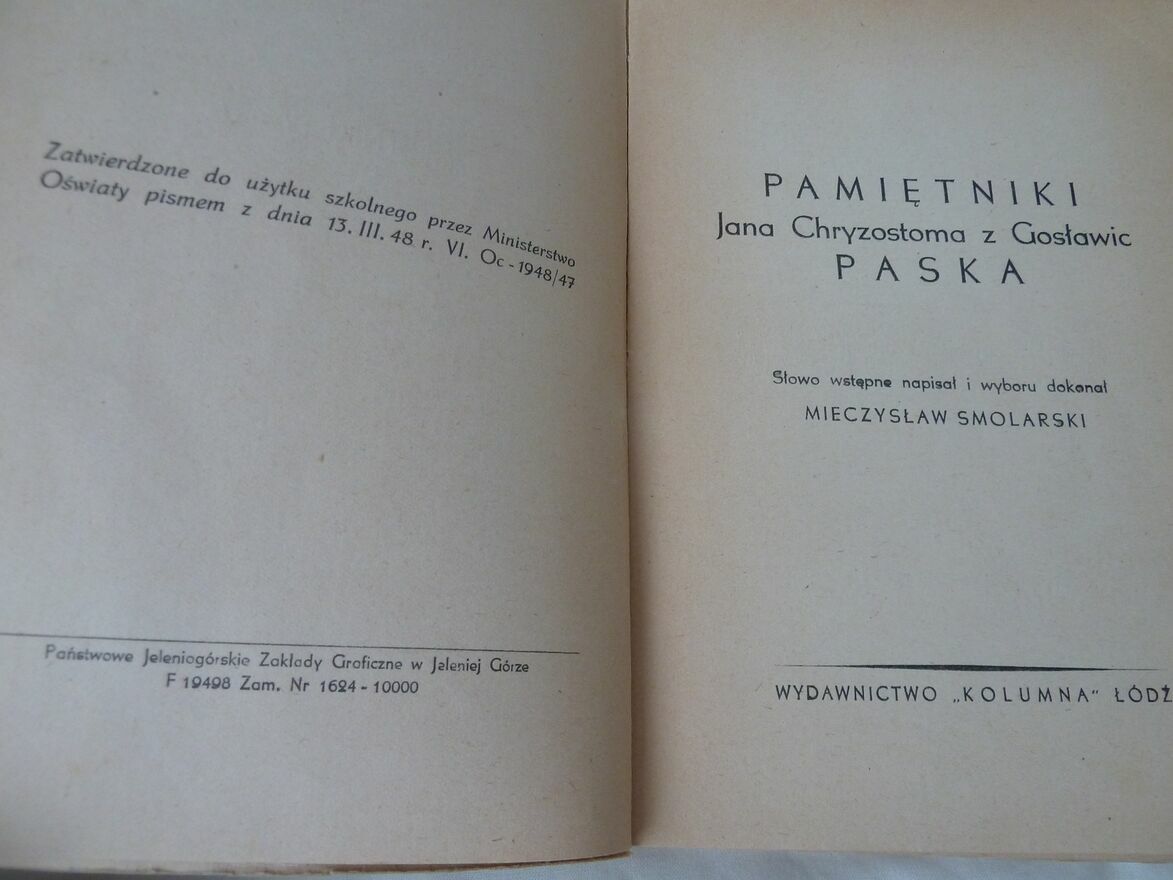 Zatwierdzone do użytku szkolnego przez Ministerstwo
Oświaty pismem z dnia 13. III. 48 r. VI. Oc - 1948/47
Państwowe Jeleniogórskie Zakłady Graficzne w Jeleniej Górze
F 19498 Zam. Nr 1624 - 10000
PAMIĘTNIKI
Jana Chryzostoma z Gosławic
PASKA
Słowo wstępne napisał i wyboru dokonał
MIECZYSŁAW SMOLARSKI
WYDAWNICTWO „KOLUMNA" ŁÓDŹ